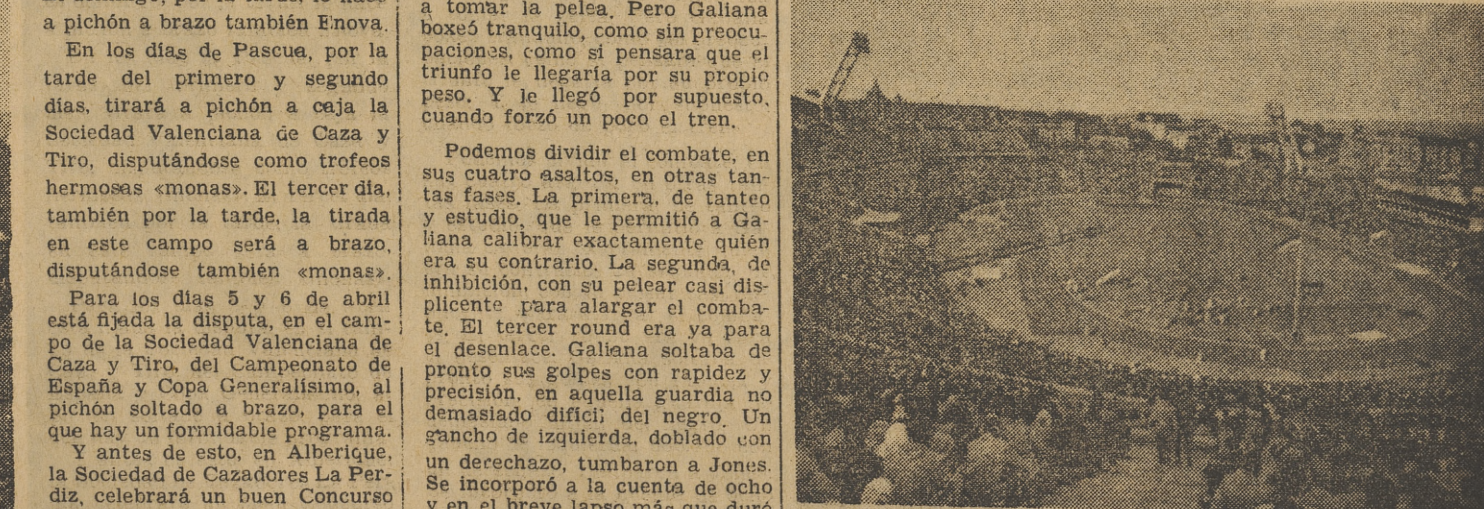 a pichón a brazo también Enova.
En los días de Pascua, por la
tarde del primero y segundo
días, tirará a pichón a caja la
Sociedad Valenciana de Caza y
Tiro, disputándose como trofeos
hermosas «monas». El tercer día,
también por la tarde, la tirada
en este campo será a brazo,
disputándose también «monas».
Para los días 5 y 6 de abril
está fijada la disputa, en el cam-
po de la Sociedad Valenciana de
Caza y Tiro, del Campeonato de
España y Copa Generalísimo, al
pichón soltado a brazo, para el
que hay un formidable programa.
Y antes de esto, en Alberique,
la Sociedad de Cazadores La Per-
diz, celebrará un buen Concurso
a tomar la pelea. Pero Galiana
boxeó tranquilo, como sin preocu-
paciones, como si pensara que el
triunfo le llegaría por su propio
peso. Y le llegó por supuesto,
cuando forzó un poco el tren.
Podemos dividir el combate, en
sus cuatro asaltos, en otras tan-
tas fases. La primera, de tanteo
y estudio, que le permitió a Ga-
liana calibrar exactamente quién
era su contrario. La segunda, de
inhibición, con su pelear casi dis-
plicente para alargar el comba-
te. El tercer round era ya para
el desenlace. Galiana soltaba de
pronto sus golpes con rapidez y
precisión, en aquella guardia no
demasiado difícil del negro. Un
gancho de izquierda, doblado con
un derechazo, tumbaron a Jones.
Se incorporó a la cuenta de ocho
y en el breve lapso más que duró